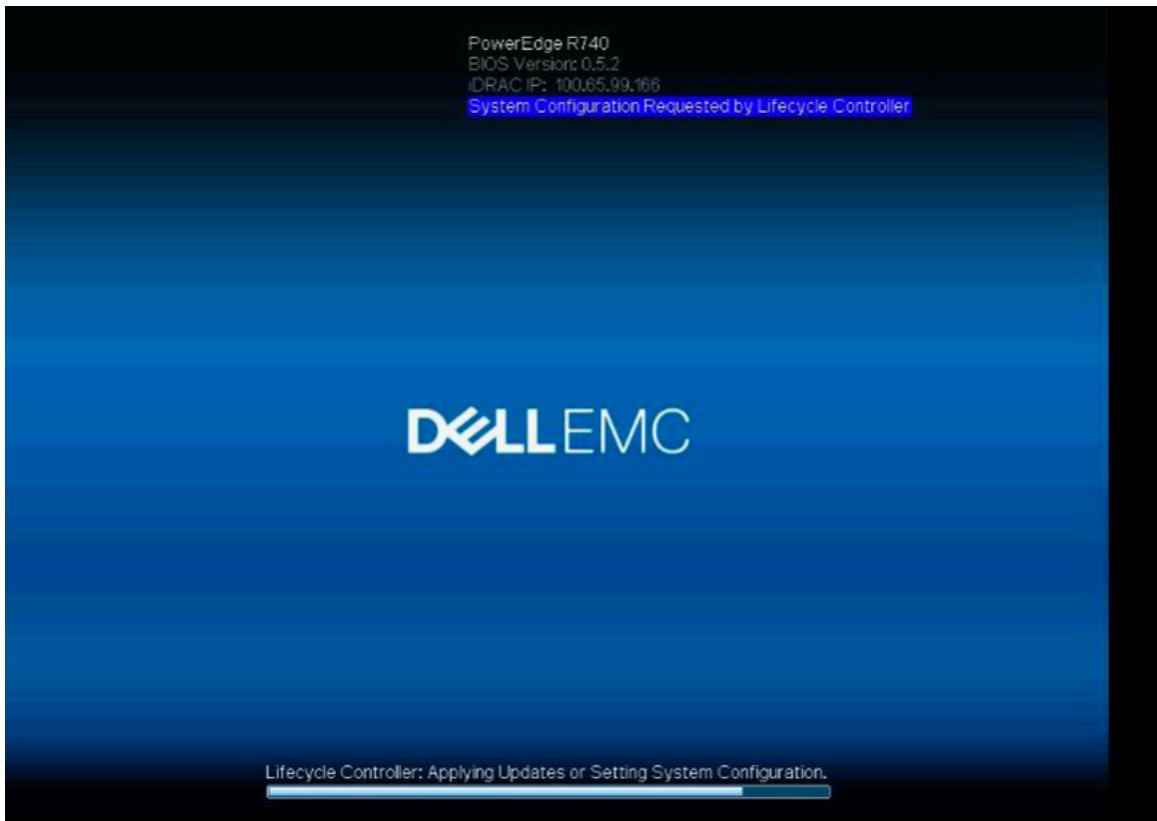 PowerEdge R740
BIOS Version: 0.5.2
iDRAC IP: 100.65.99.166
System Configuration Requested by Lifecycle Controller
DELLEMC
Lifecycle Controller: Applying Updates or Setting System Configuration.